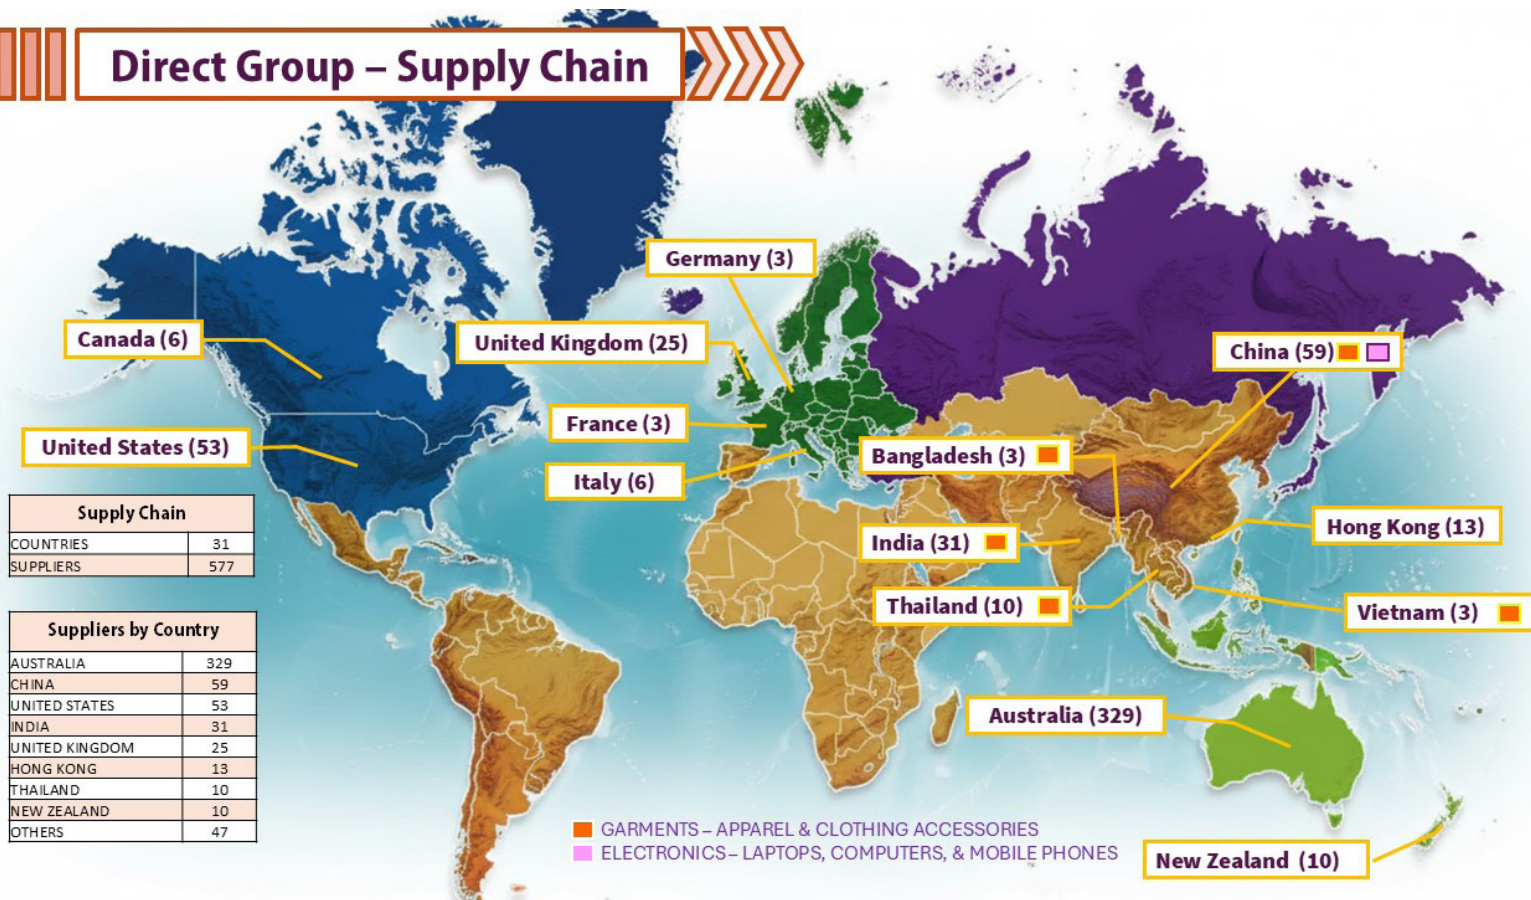 Direct Group – Supply Chain
Germany (3)
Canada (6)
United Kingdom (25)
China (59)
France (3)
United States (53)
Bangladesh (3)
Italy (6)
Supply Chain
COUNTRIES 31
SUPPLIERS 577
India (31)
Hong Kong (13)
Thailand (10)
Vietnam (3)
Suppliers by Country
AUSTRALIA 329
CHINA 59
UNITED STATES 53
INDIA 31
UNITED KINGDOM 25
HONG KONG 13
THAILAND 10
NEW ZEALAND 10
OTHERS 47
Australia (329)
GARMENTS – APPAREL & CLOTHING ACCESSORIES
ELECTRONICS – LAPTOPS, COMPUTERS, & MOBILE PHONES
New Zealand (10)